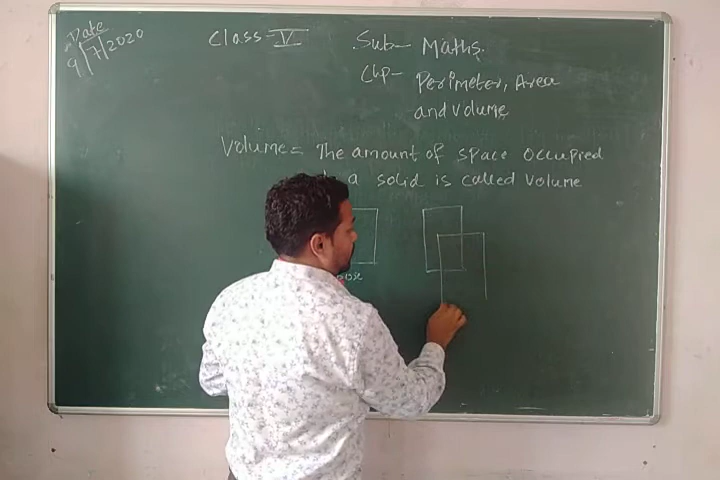 Date
9/7/2020
Class-V
Sub- Maths.
Chp- Perimeter, Area
and Volume
Volume = The amount of space occupied
a solid is called Volume